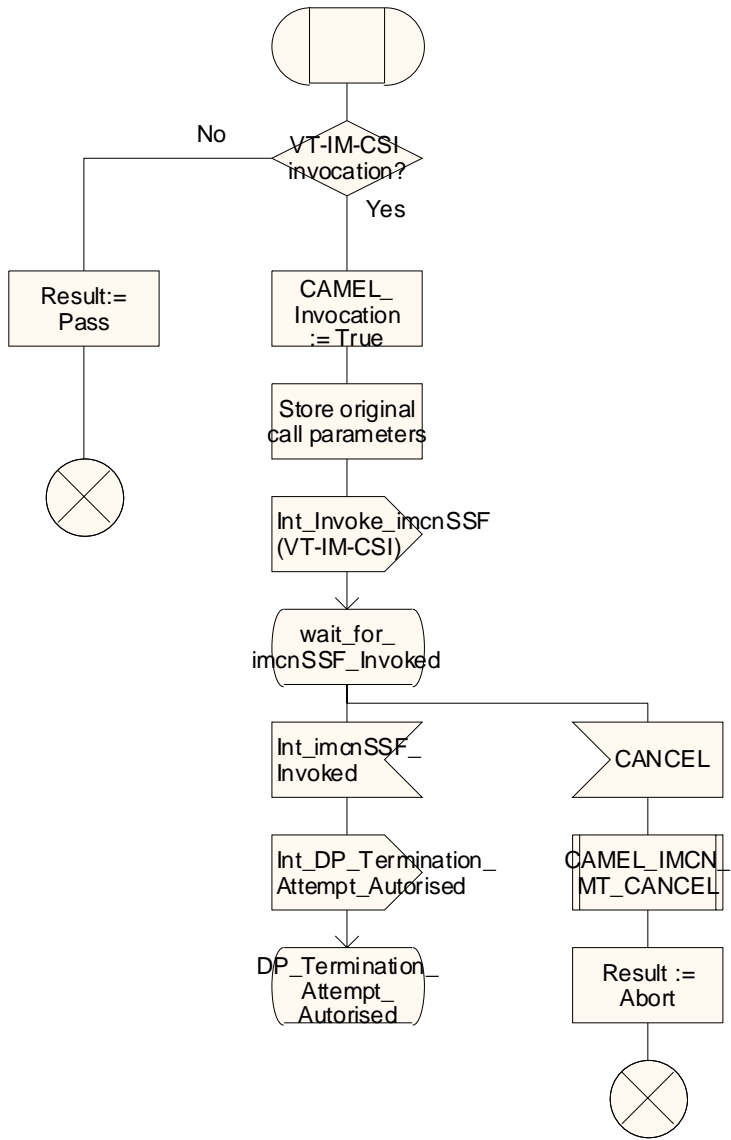 VT-IM-CSI
invocation?
No
Yes
Result:=
Pass
CAMEL_
Invocation
:= True
Store original
call parameters
Int_Invoke_imcnSSF
(VT-IM-CSI)
wait_for_
imcnSSF_Invoked
Int_imcnSSF_
Invoked
CANCEL
Int_DP_Termination_
Attempt_Autorised
CAMEL_IMCN_
MT_CANCEL
DP_Termination_
Attempt_
Autorised
Result :=
Abort